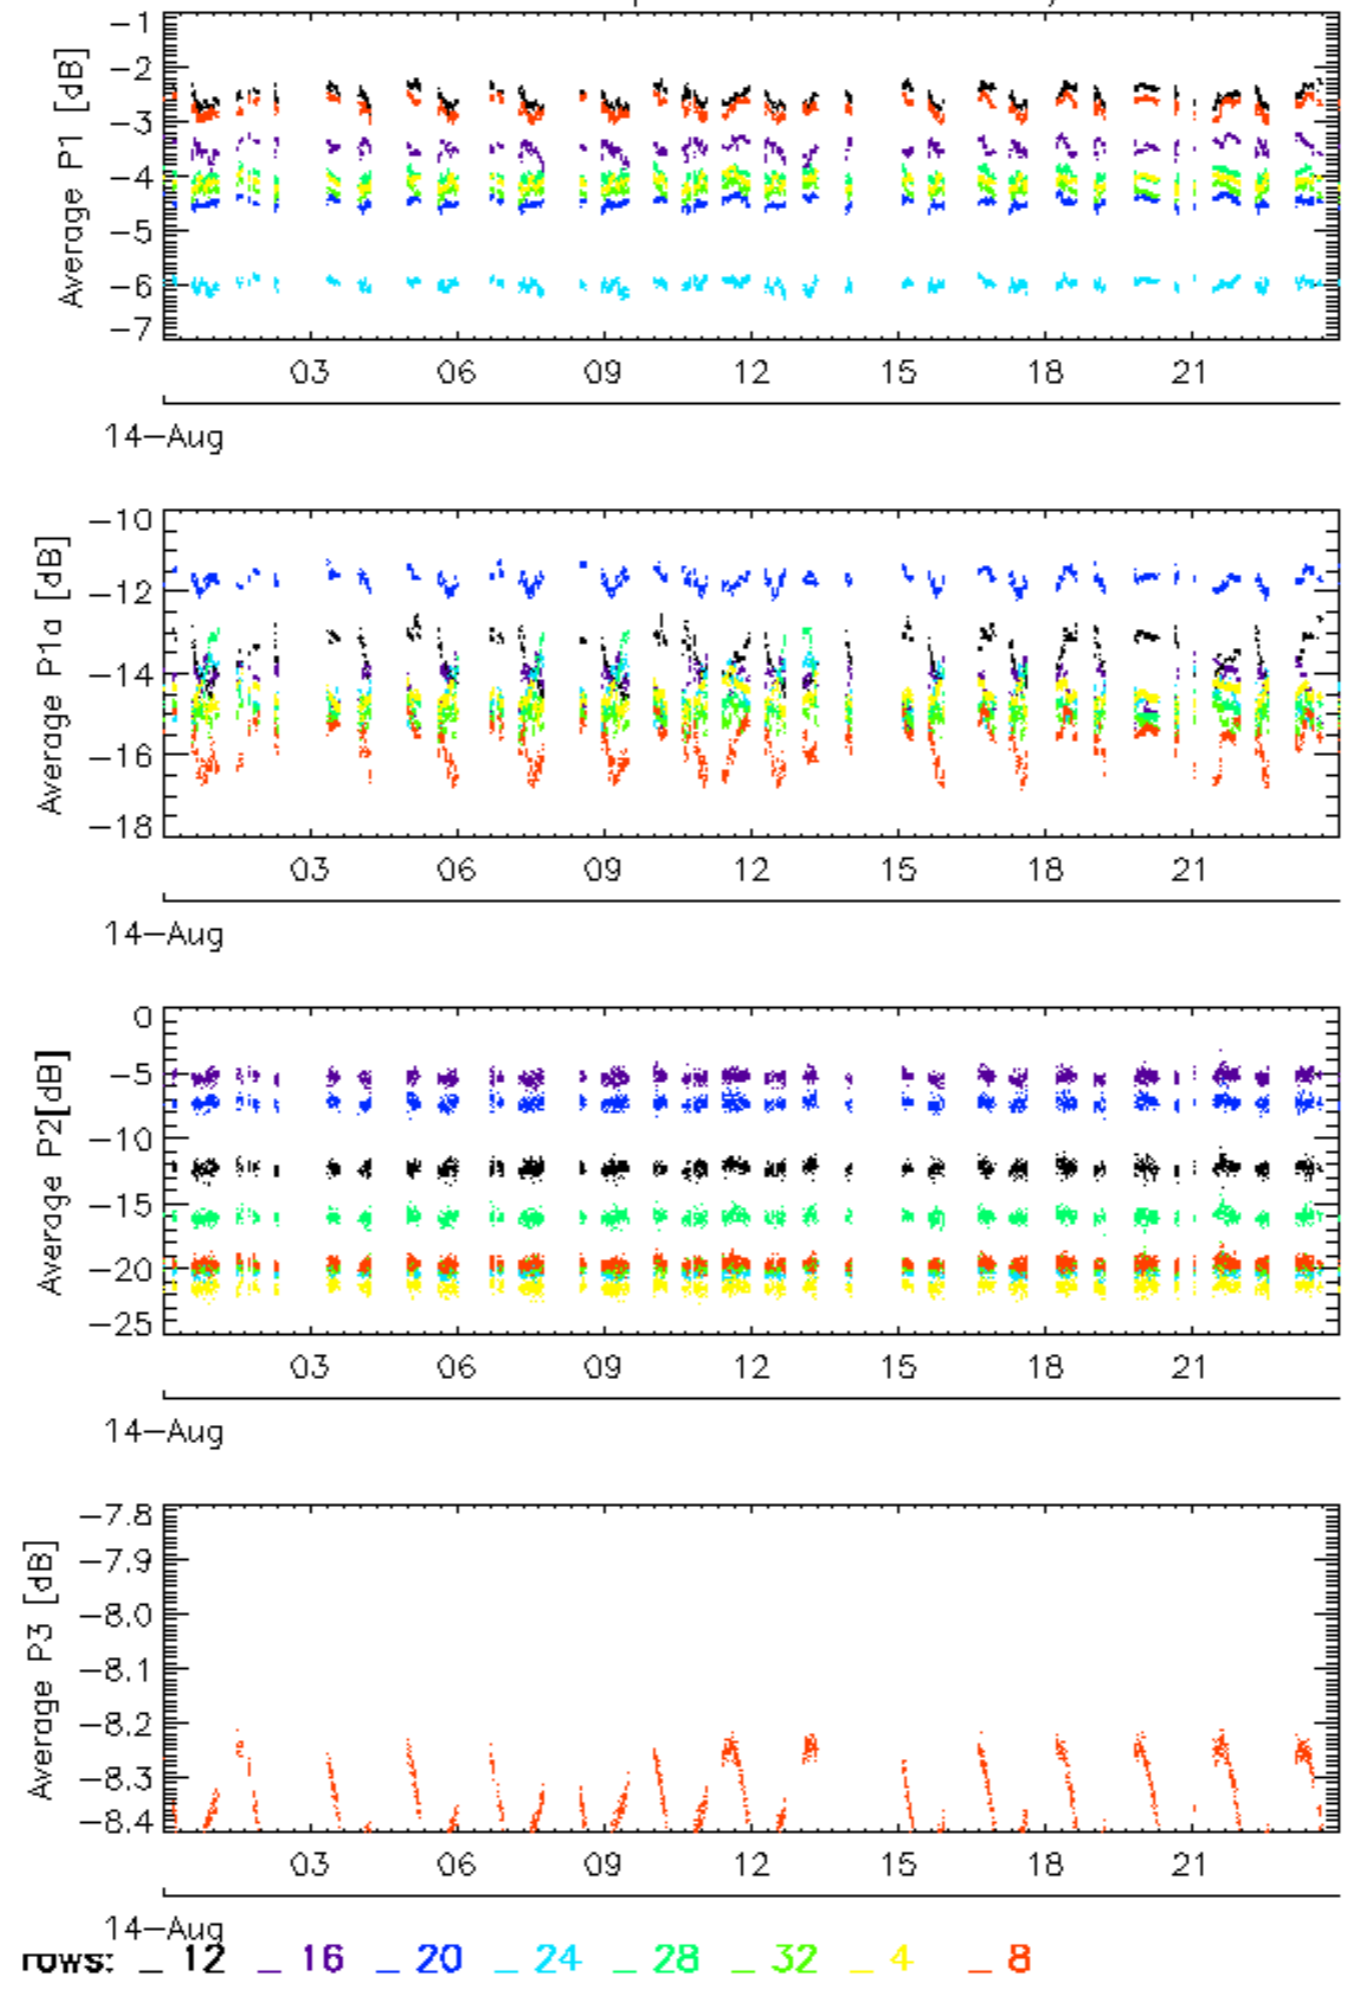 Average P1 [dB]
-1
-2
-3
-4
-5
-6
-7
03 06 09 12 15 18 21
14-Aug
Average P1a [dB]
-10
-12
-14
-16
-18
03 06 09 12 15 18 21
14-Aug
Average P2[dB]
0
-5
-10
-15
-20
-25
03 06 09 12 15 18 21
14-Aug
Average P3 [dB]
-7.8
-7.9
-8.0
-8.1
-8.2
-8.3
-8.4
03 06 09 12 15 18 21
14-Aug
rows: _ 12 _ 16 _ 20 _ 24 _ 28 _ 32 _ 4 _ 8